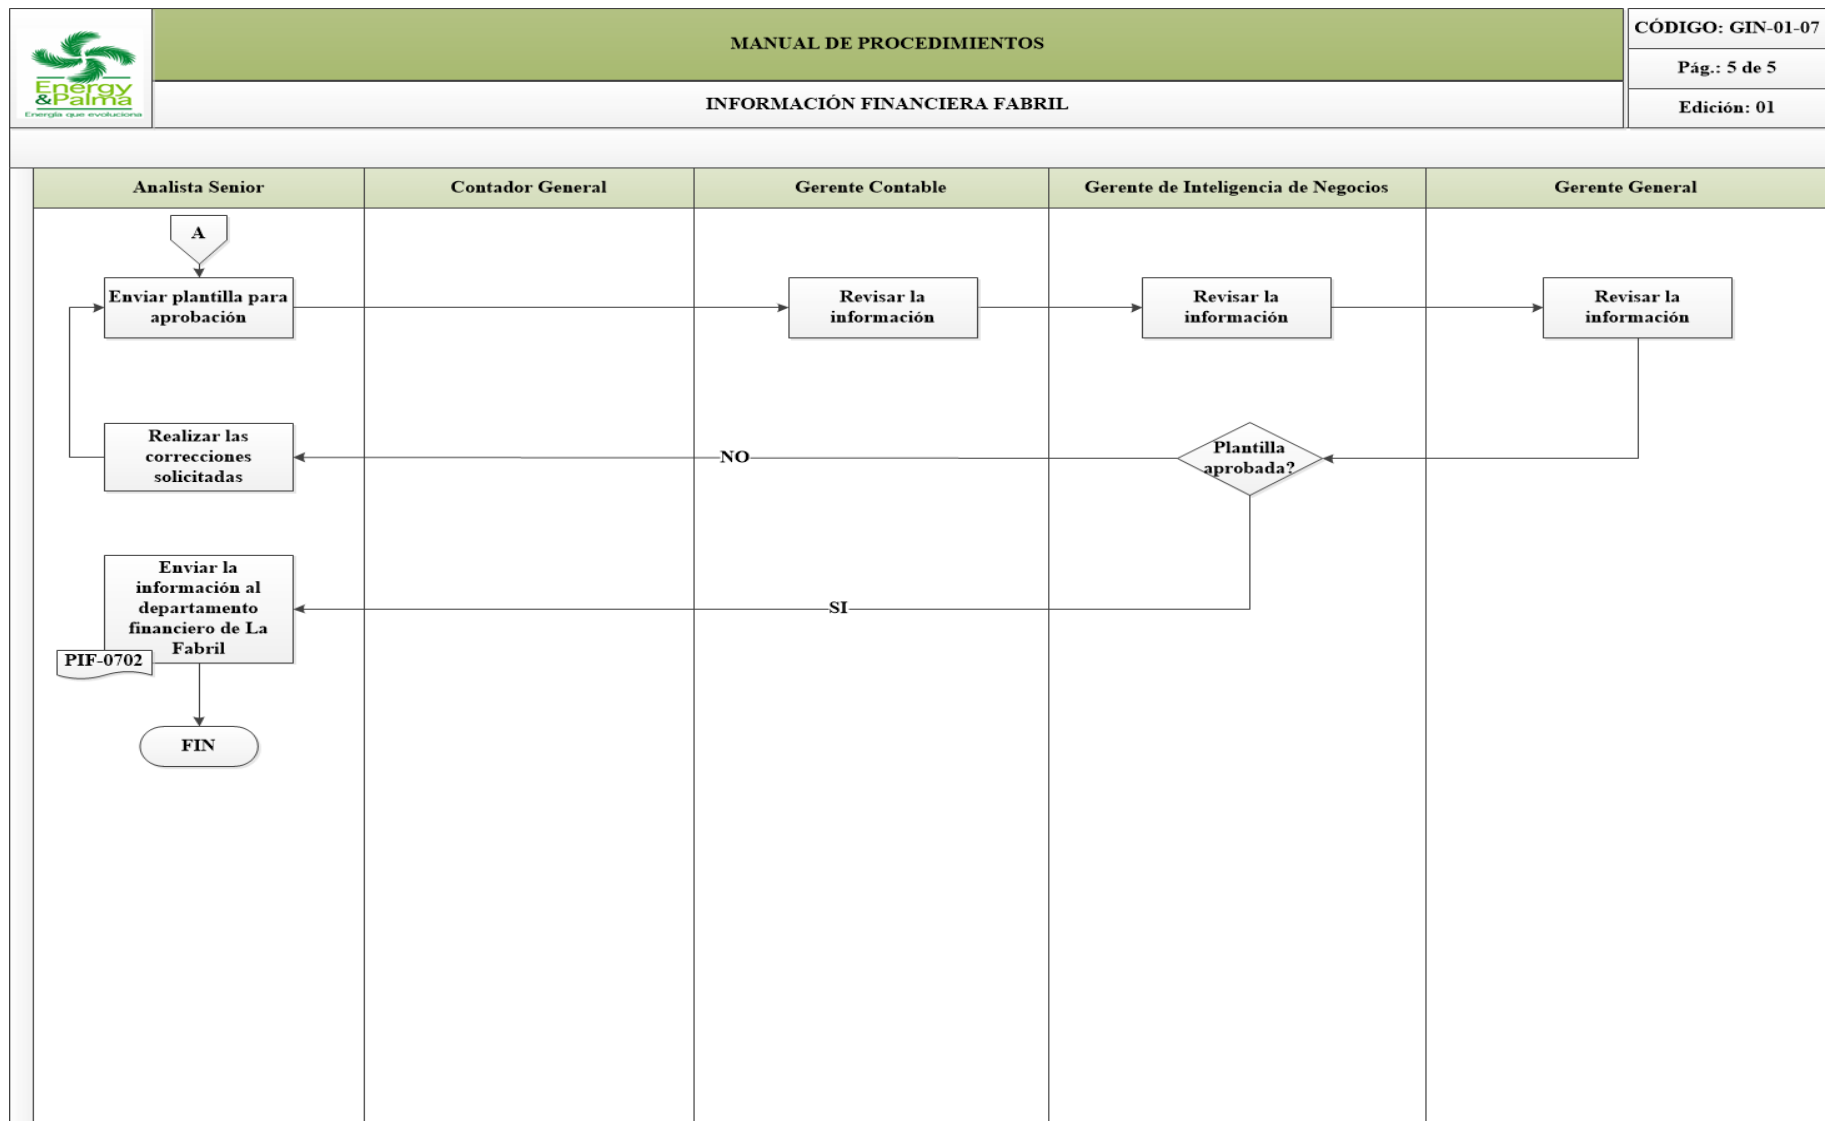 Energy
&Palma
Energía que evoluciona
MANUAL DE PROCEDIMIENTOS
INFORMACIÓN FINANCIERA FABRIL
CÓDIGO: GIN-01-07
Pág.: 5 de 5
Edición: 01
Analista Senior
Contador General
Gerente Contable
Gerente de Inteligencia de Negocios
Gerente General
A
Enviar plantilla para
aprobación
Revisar la
información
Revisar la
información
Revisar la
información
Realizar las
correcciones
solicitadas
NO
Plantilla
aprobada?
Enviar la
información al
departamento
financiero de La
Fabril
SI
PIF-0702
FIN